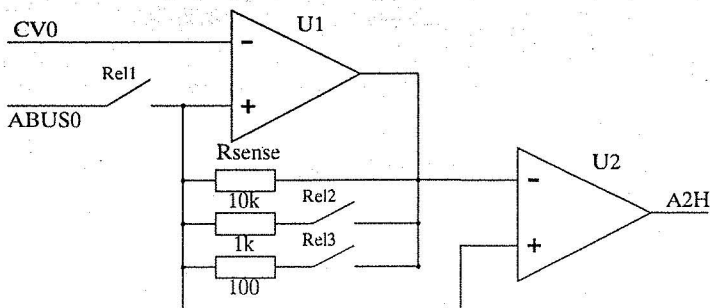 CV0
U1
-
Rel1
+
ABUS0
Rsense
U2
-
10k
Rel2
A2H
1k
Rel3
+
100